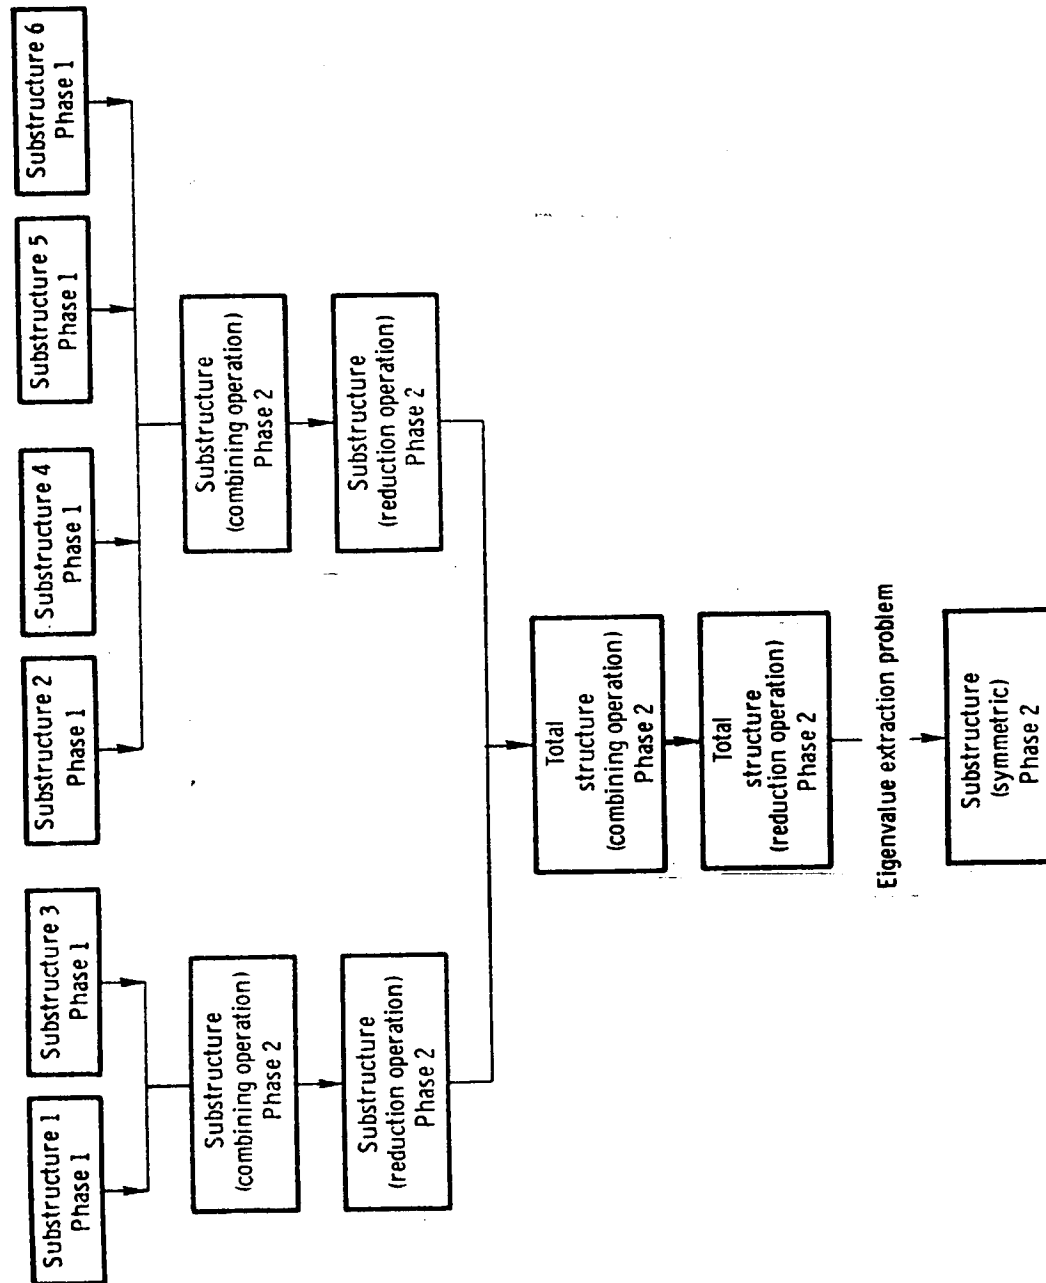 Substructure 1
Phase 1
Substructure 3
Phase 1
Substructure 2
Phase 1
Substructure 4
Phase 1
Substructure 5
Phase 1
Substructure 6
Phase 1
Substructure
(combining operation)
Phase 2
Substructure
(combining operation)
Phase 2
Substructure
(reduction operation)
Phase 2
Substructure
(reduction operation)
Phase 2
Total
structure
(combining operation)
Phase 2
Total
structure
(reduction operation)
Phase 2
Eigenvalue extraction problem
Substructure
(symmetric)
Phase 2